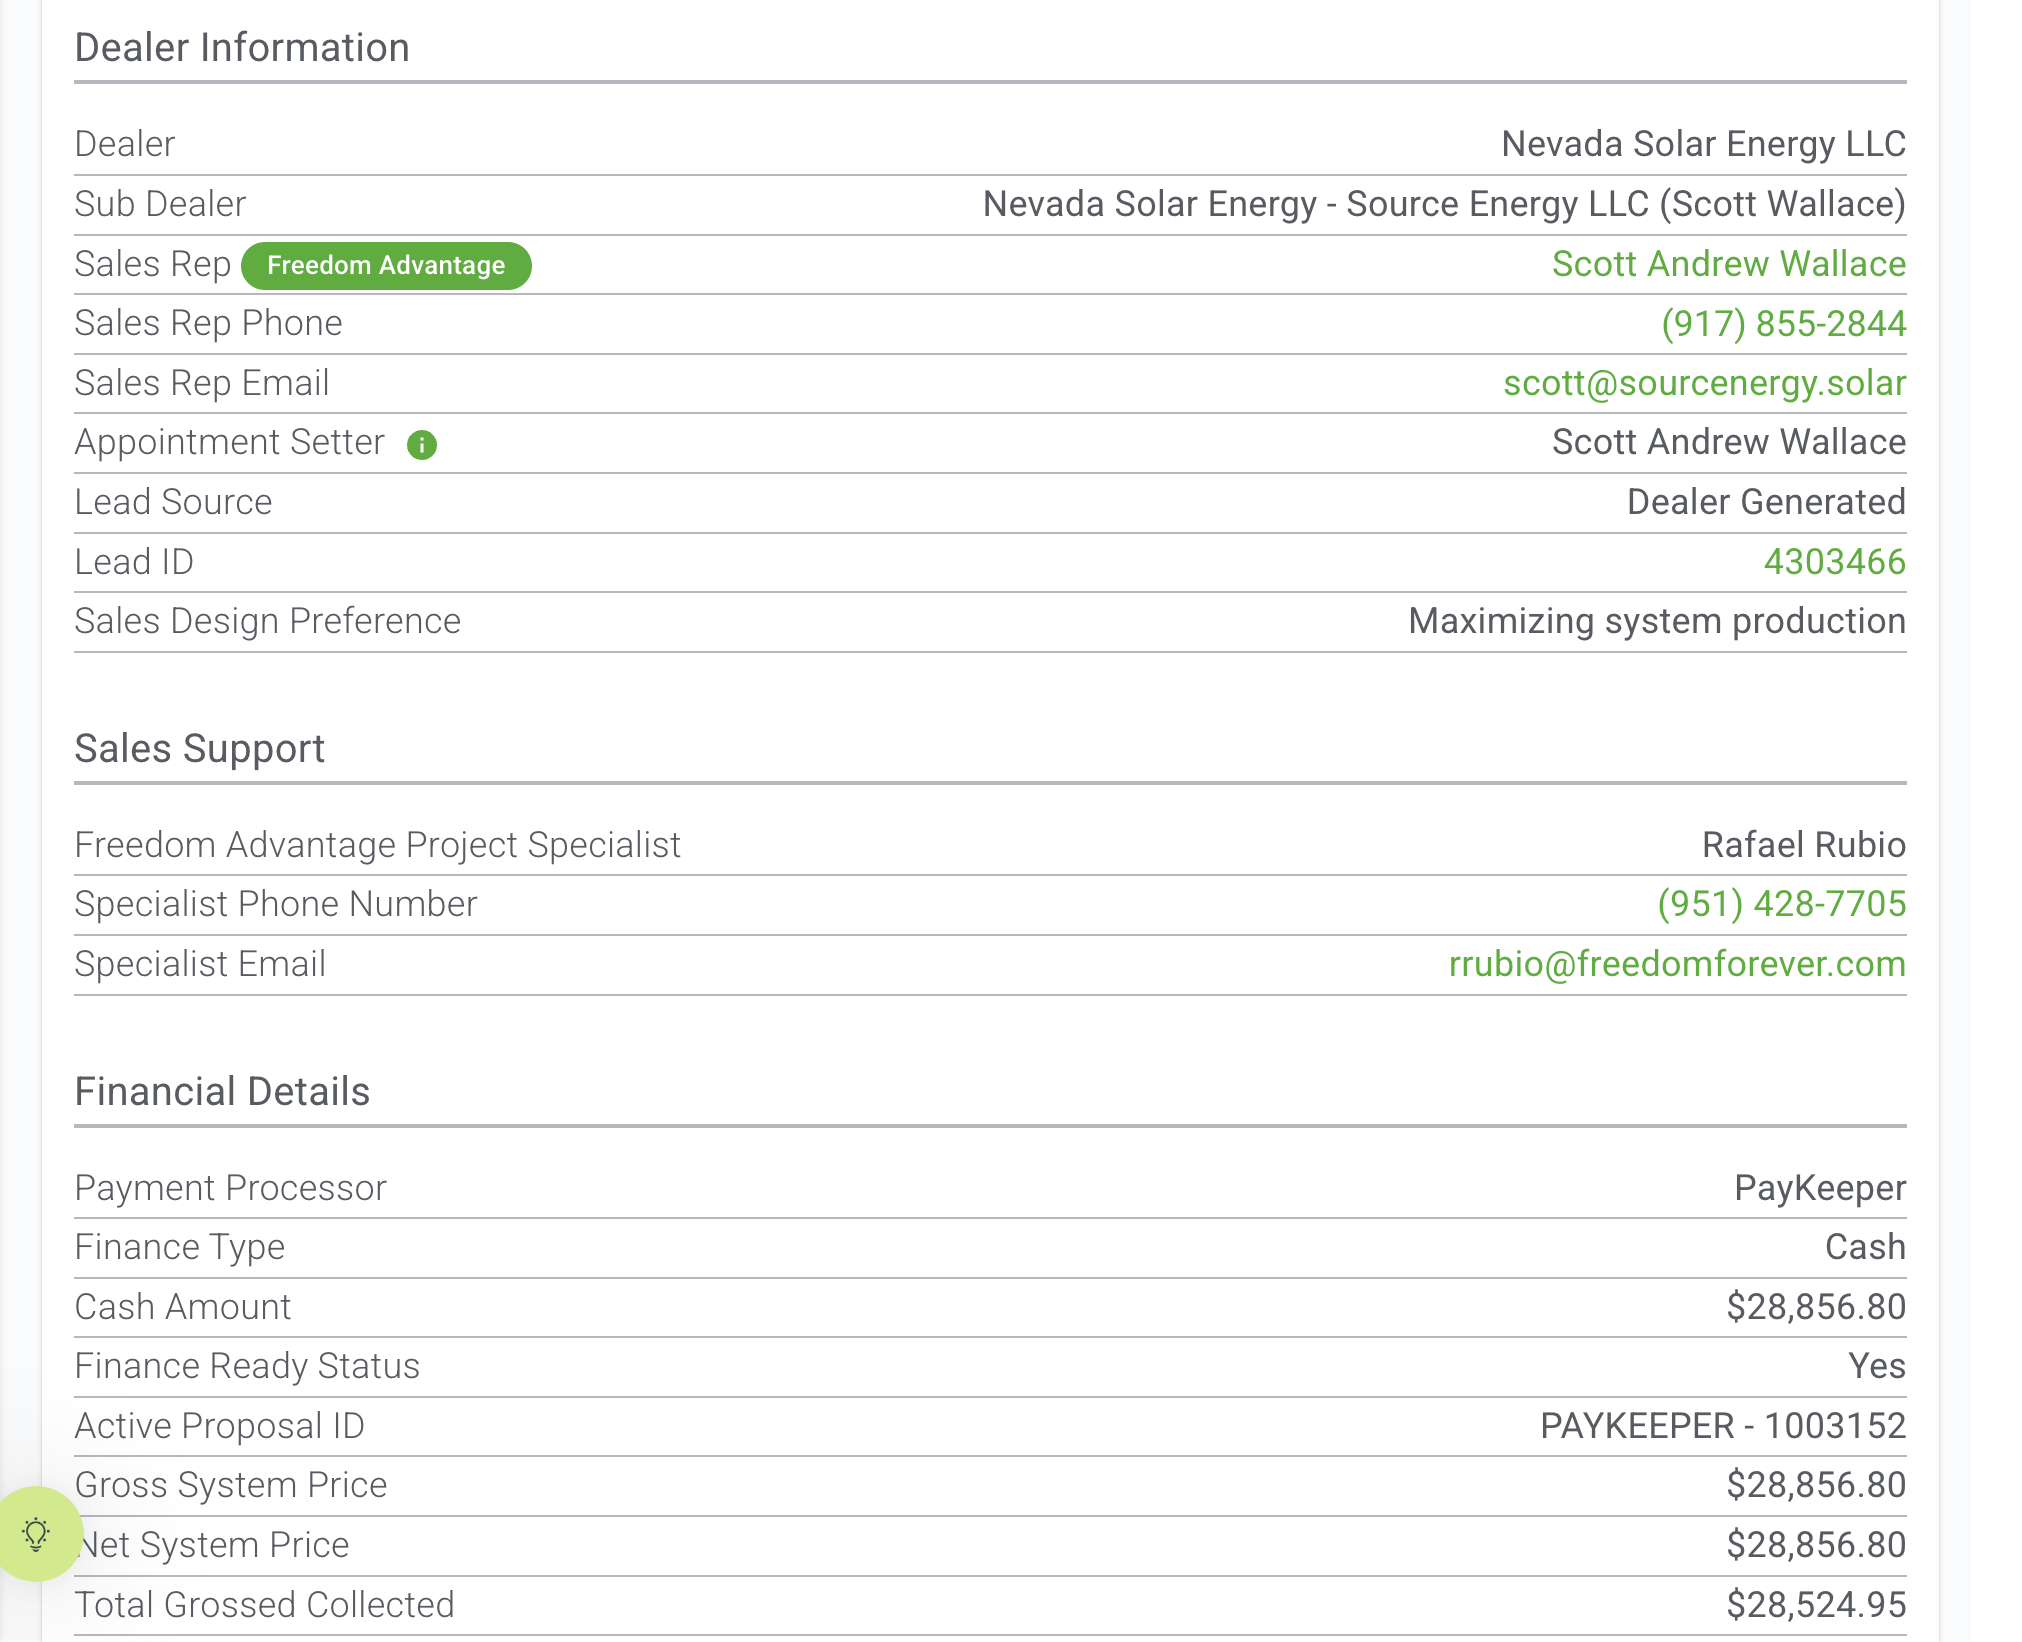 Dealer Information
Dealer Nevada Solar Energy LLC
Sub Dealer Nevada Solar Energy - Source Energy LLC (Scott Wallace)
Sales Rep Freedom Advantage Scott Andrew Wallace
Sales Rep Phone (917) 855-2844
Sales Rep Email scott@sourcenergy.solar
Appointment Setter i Scott Andrew Wallace
Lead Source Dealer Generated
Lead ID 4303466
Sales Design Preference Maximizing system production
Sales Support
Freedom Advantage Project Specialist Rafael Rubio
Specialist Phone Number (951) 428-7705
Specialist Email rrubio@freedomforever.com
Financial Details
Payment Processor PayKeeper
Finance Type Cash
Cash Amount $28,856.80
Finance Ready Status Yes
Active Proposal ID PAYKEEPER - 1003152
Gross System Price $28,856.80
Net System Price $28,856.80
Total Grossed Collected $28,524.95